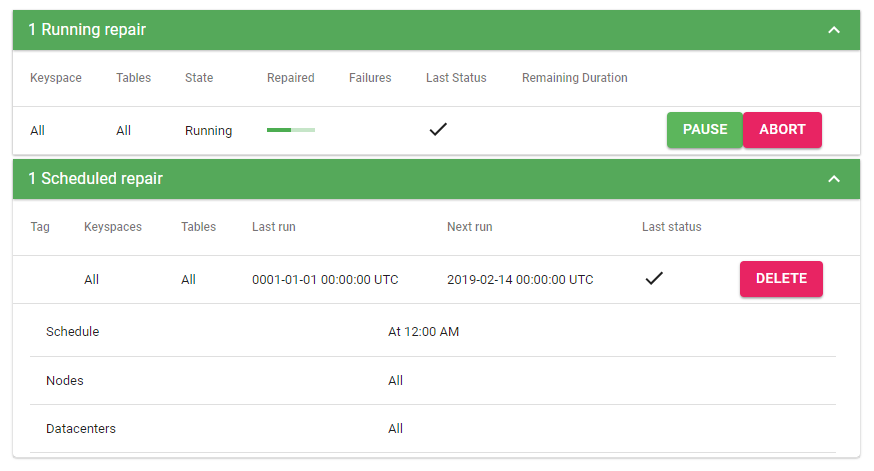 1 Running repair
Keyspace Tables State Repaired Failures Last Status Remaining Duration
All All Running PAUSE ABORT
1 Scheduled repair
Tag Keyspaces Tables Last run Next run Last status
All All 0001-01-01 00:00:00 UTC 2019-02-14 00:00:00 UTC DELETE
Schedule At 12:00 AM
Nodes All
Datacenters All